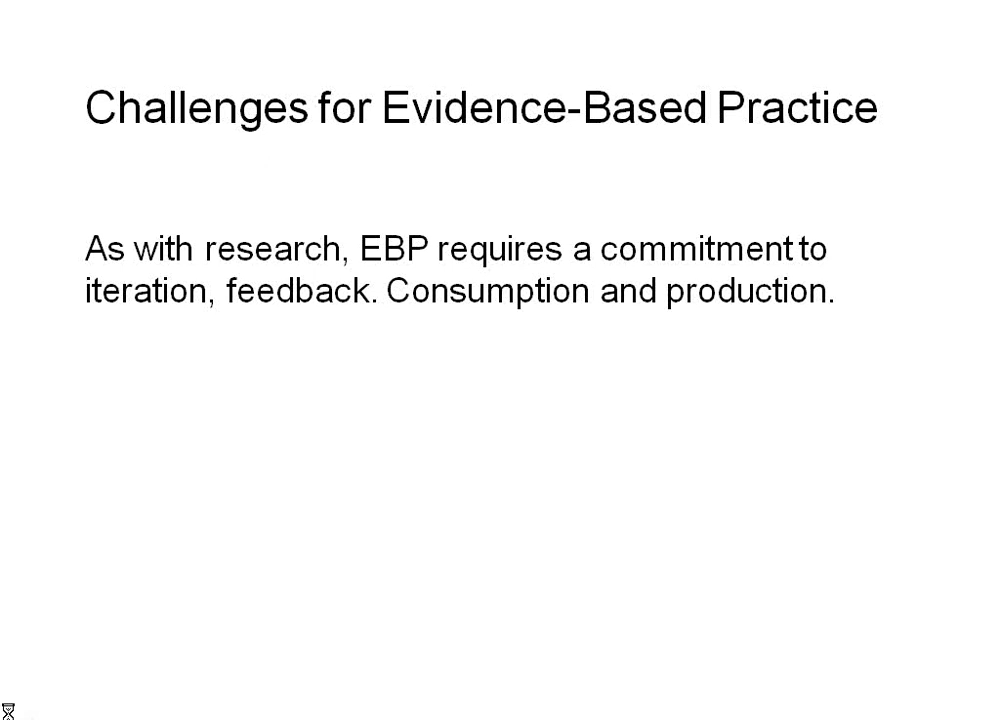 Challenges for Evidence-Based Practice
As with research, EBP requires a commitment to
iteration, feedback. Consumption and production.